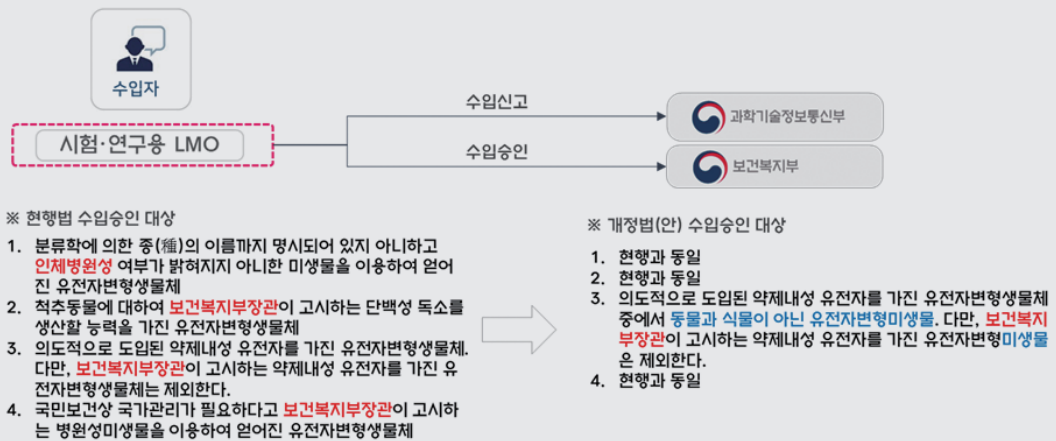 수입자
시험·연구용 LMO
수입신고
과학기술정보통신부
수입승인
보건복지부
※ 현행법 수입승인 대상
1. 분류학에 의한 종(種)의 이름까지 명시되어 있지 아니하고
인체병원성 여부가 밝혀지지 아니한 미생물을 이용하여 얻어
진 유전자변형생물체
2. 척추동물에 대하여 보건복지부장관이 고시하는 단백성 독소를
생산할 능력을 가진 유전자변형생물체
3. 의도적으로 도입된 약제내성 유전자를 가진 유전자변형생물체.
다만, 보건복지부장관이 고시하는 약제내성 유전자를 가진 유
전자변형생물체는 제외한다.
4. 국민보건상 국가관리가 필요하다고 보건복지부장관이 고시하
는 병원성미생물을 이용하여 얻어진 유전자변형생물체
※ 개정법(안) 수입승인 대상
1. 현행과 동일
2. 현행과 동일
3. 의도적으로 도입된 약제내성 유전자를 가진 유전자변형생물체
중에서 동물과 식물이 아닌 유전자변형미생물. 다만, 보건복지
부장관이 고시하는 약제내성 유전자를 가진 유전자변형미생물
은 제외한다.
4. 현행과 동일